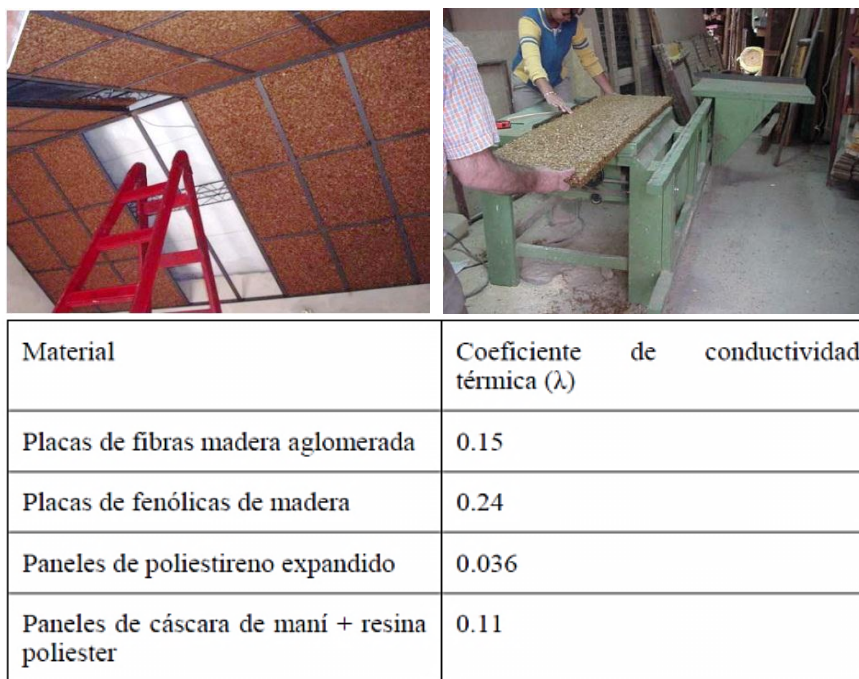 Material
Coeficiente de conductividad
térmica (λ)
Placas de fibras madera aglomerada
0.15
Placas de fenólicas de madera
0.24
Paneles de poliestireno expandido
0.036
Paneles de cáscara de maní + resina
poliester
0.11